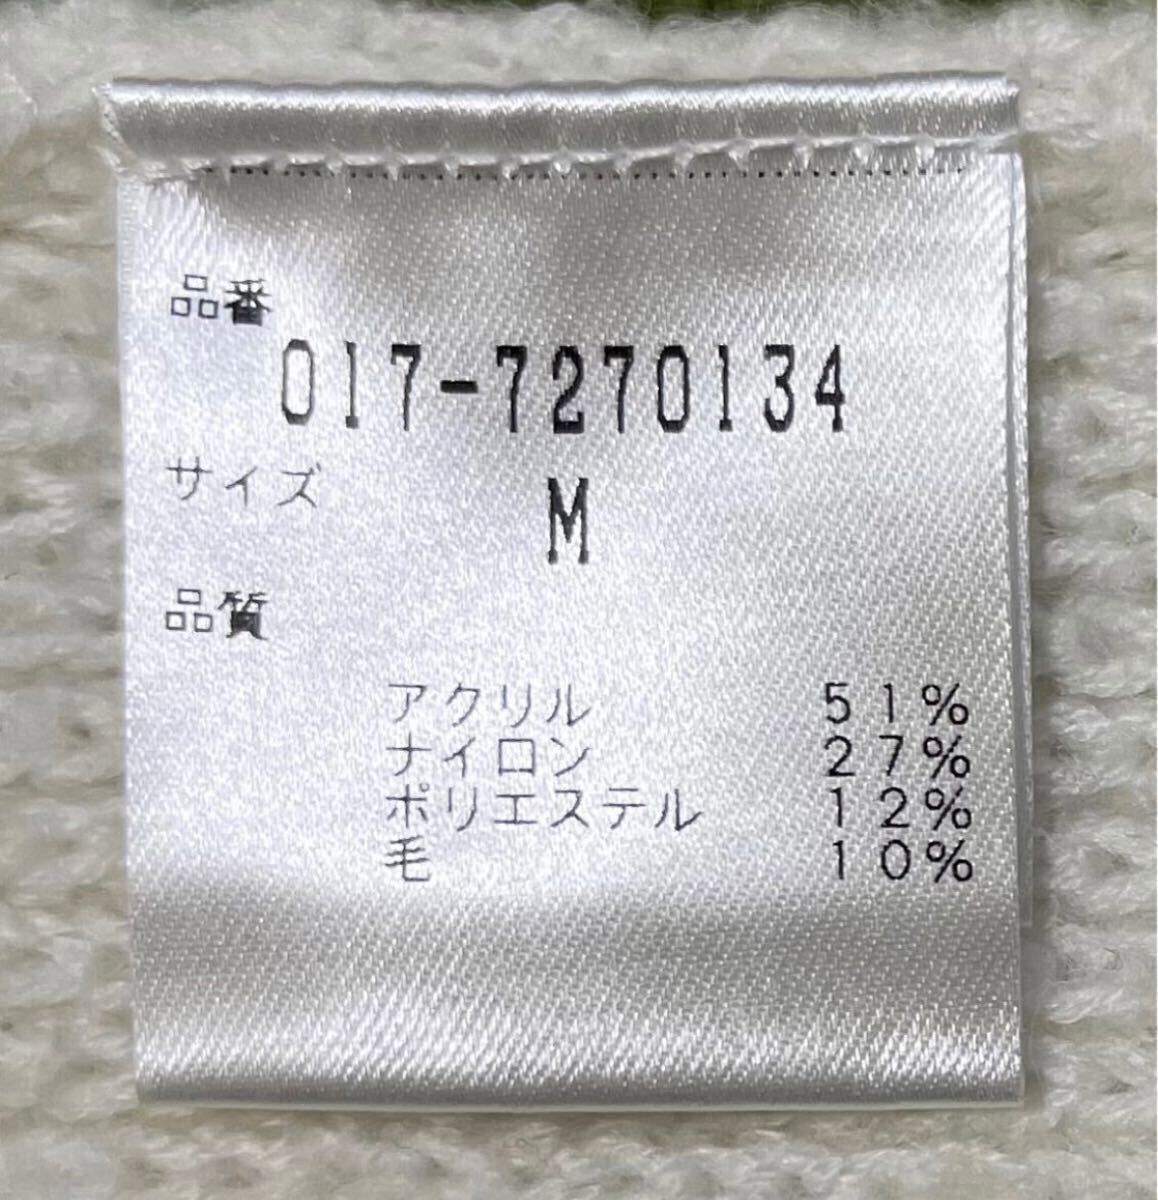 品番
017-7270134
サイズ
M
品質
アクリル 51%
ナイロン 27%
ポリエステル 12%
毛 10%